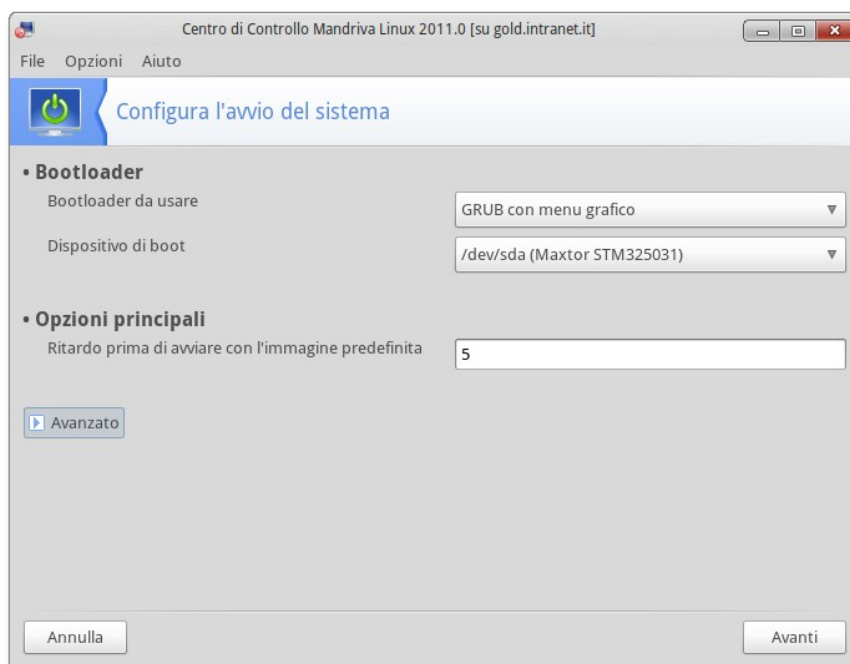 Centro di Controllo Mandriva Linux 2011.0 [su gold.intranet.it]
File Opzioni Aiuto
Configura l'avvio del sistema
• Bootloader
Bootloader da usare
GRUB con menu grafico
Dispositivo di boot
/dev/sda (Maxtor STM325031)
• Opzioni principali
Ritardo prima di avviare con l'immagine predefinita
5
Avanzato
Annulla
Avanti